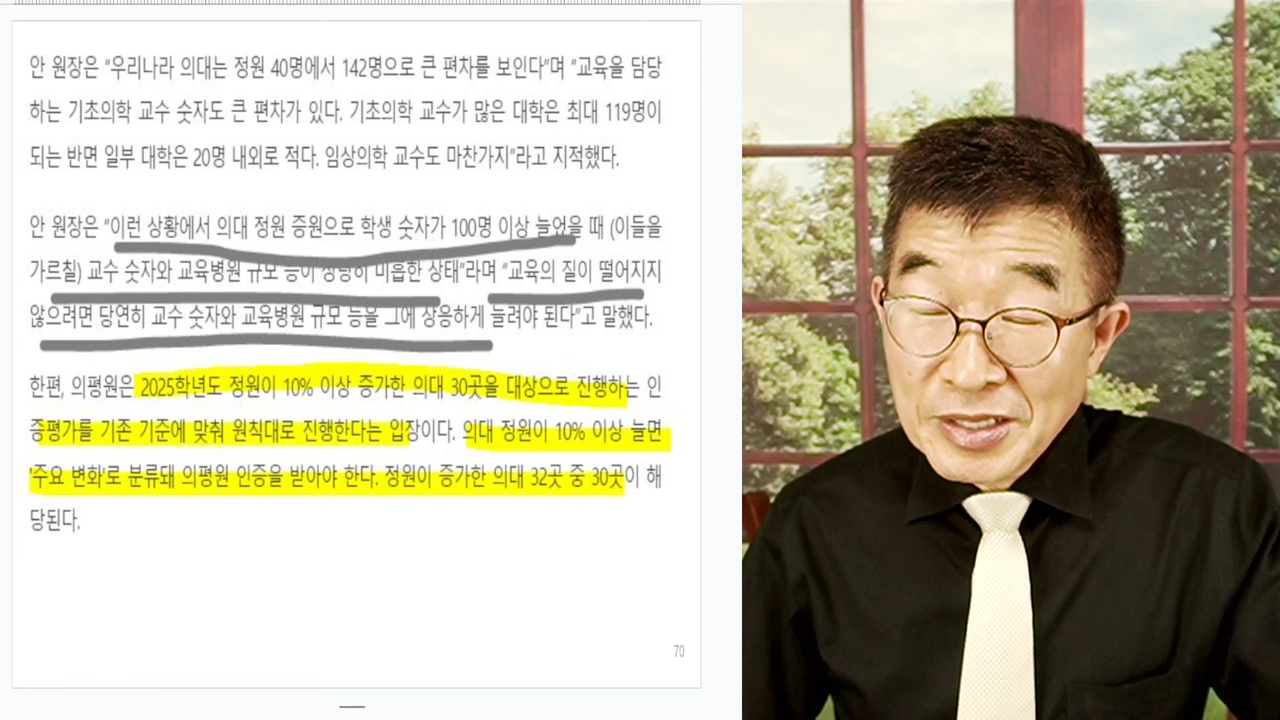 안 원장은 “우리나라 의대는 정원 40명에서 142명으로 큰 편차를 보인다”며 “교육을 담당
하는 기초의학 교수 숫자도 큰 편차가 있다. 기초의학 교수가 많은 대학은 최대 119명이
되는 반면 일부 대학은 20명 내외로 적다. 임상의학 교수도 마찬가지”라고 지적했다.
안 원장은 “이런 상황에서 의대 정원 증원으로 학생 숫자가 100명 이상 늘었을 때 (이들을
가르칠) 교수 숫자와 교육병원 규모 등이 상당히 미흡한 상태”라며 “교육의 질이 떨어지지
않으려면 당연히 교수 숫자와 교육병원 규모 등을 그에 상응하게 늘려야 된다”고 말했다.
한편, 의평원은 2025학년도 정원이 10% 이상 증가한 의대 30곳을 대상으로 진행하는 인
증평가를 기존 기준에 맞춰 원칙대로 진행한다는 입장이다. 의대 정원이 10% 이상 늘면
'주요 변화'로 분류돼 의평원 인증을 받아야 한다. 정원이 증가한 의대 32곳 중 30곳이 해
당된다.
70